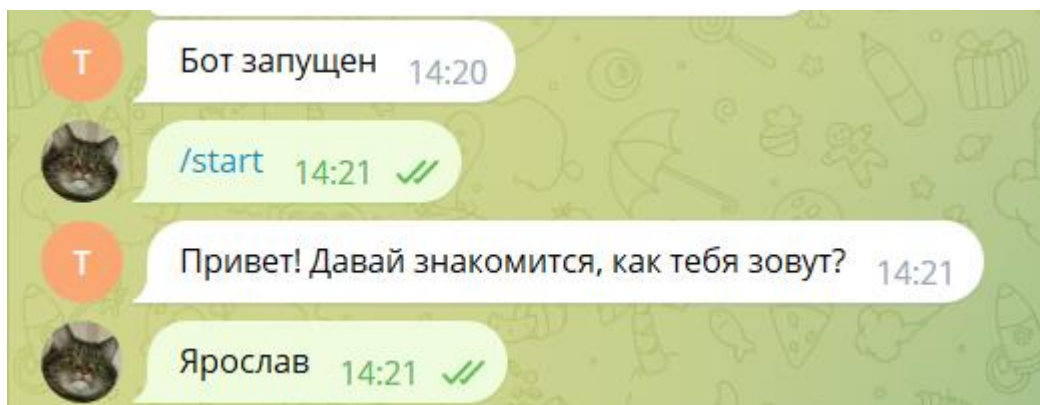 Т
Бот запущен 14:20
/start 14:21
Т
Привет! Давай знакомится, как тебя зовут? 14:21
Ярослав 14:21